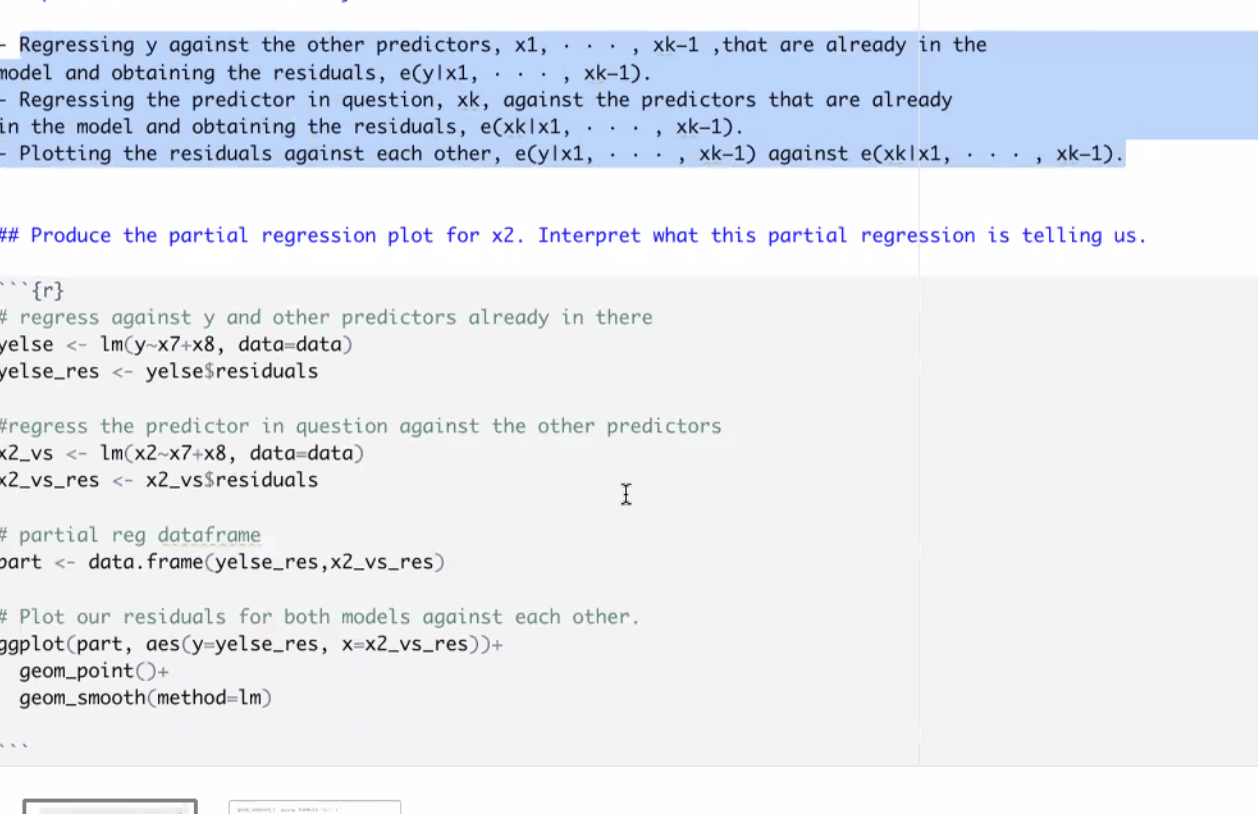 - Regressing y against the other predictors, x1, · · · , xk-1 ,that are already in the
model and obtaining the residuals, e(y|x1, · · · , xk-1).
- Regressing the predictor in question, xk, against the predictors that are already
in the model and obtaining the residuals, e(xk|x1, · · · , xk-1).
- Plotting the residuals against each other, e(y|x1, · · · , xk-1) against e(xk|x1, · · · , xk-1).
## Produce the partial regression plot for x2. Interpret what this partial regression is telling us.
```{r}
# regress against y and other predictors already in there
yelse <- lm(y~x7+x8, data=data)
yelse_res <- yelse$residuals
#regress the predictor in question against the other predictors
x2_vs <- lm(x2~x7+x8, data=data)
x2_vs_res <- x2_vs$residuals
# partial reg dataframe
part <- data.frame(yelse_res,x2_vs_res)
# Plot our residuals for both models against each other.
ggplot(part, aes(y=yelse_res, x=x2_vs_res))+
  geom_point()+
  geom_smooth(method=lm)
```